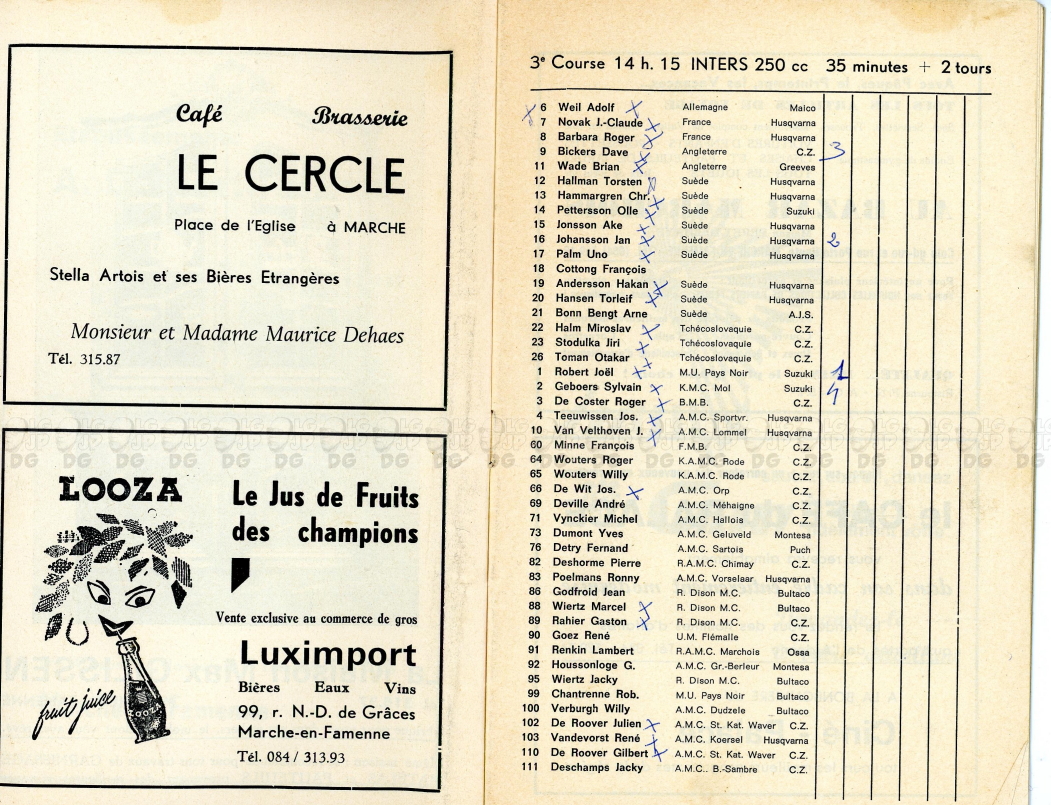 Café Brasserie
LE CERCLE
Place de l'Eglise à MARCHE
Stella Artois et ses Bières Etrangères
Monsieur et Madame Maurice Dehaes
Tél. 315.87
LOOZA
Le Jus de Fruits
des champions
Vente exclusive au commerce de gros
Luximport
Bières Eaux Vins
99, r. N.-D. de Grâces
Marche-en-Famenne
Tél. 084 / 313.93
fruit juice
LOOZA
3e Course 14 h. 15 INTERS 250 cc 35 minutes + 2 tours
X 6 Weil Adolf X Allemagne Maico
7 Novak J.-Claude X France Husqvarna
8 Barbara Roger X France Husqvarna
9 Bickers Dave X Angleterre C.Z. 3
11 Wade Brian X Angleterre Greeves
12 Hallman Torsten Suède Husqvarna
13 Hammargren Chr. X Suède Husqvarna
14 Pettersson Olle X Suède Suzuki
15 Jonsson Ake X Suède Husqvarna
16 Johansson Jan X Suède Husqvarna 2
17 Palm Uno X Suède Husqvarna
18 Cottong François
19 Andersson Hakan X Suède Husqvarna
20 Hansen Torleif X Suède Husqvarna
21 Bonn Bengt Arne Suède A.J.S.
22 Halm Miroslav X Tchécoslovaquie C.Z.
23 Stodulka Jiri X Tchécoslovaquie C.Z.
26 Toman Otakar X Tchécoslovaquie C.Z.
1 Robert Joël X M.U. Pays Noir Suzuki 1
2 Geboers Sylvain X K.M.C. Mol Suzuki 4
3 De Coster Roger X B.M.B. C.Z.
4 Teeuwissen Jos. X A.M.C. Sportvr. Husqvarna
10 Van Velthoven J. X A.M.C. Lommel Husqvarna
60 Minne François F.M.B. C.Z.
64 Wouters Roger K.A.M.C. Rode C.Z.
65 Wouters Willy K.A.M.C. Rode C.Z.
66 De Wit Jos. X A.M.C. Orp C.Z.
69 Deville André A.M.C. Méhaigne C.Z.
71 Vynckier Michel A.M.C. Hallois C.Z.
73 Dumont Yves A.M.C. Geluveld Montesa
76 Detry Fernand A.M.C. Sartois Puch
82 Deshorme Pierre R.A.M.C. Chimay C.Z.
83 Poelmans Ronny A.M.C. Vorselaar Husqvarna
86 Godfroid Jean R. Dison M.C. Bultaco
88 Wiertz Marcel X R. Dison M.C. Bultaco
89 Rahier Gaston X R. Dison M.C. C.Z.
90 Goez René U.M. Flémalle C.Z.
91 Renkin Lambert R.A.M.C. Marchois Ossa
92 Houssonloge G. A.M.C. Gr.-Berleur Montesa
95 Wiertz Jacky R. Dison M.C. Bultaco
99 Chantrenne Rob. M.U. Pays Noir Bultaco
100 Verburgh Willy A.M.C. Dudzele Bultaco
102 De Roover Julien X A.M.C. St. Kat. Waver C.Z.
103 Vandevorst René X A.M.C. Koersel Husqvarna
110 De Roover Gilbert X A.M.C. St. Kat. Waver C.Z.
111 Deschamps Jacky A.M.C.. B.-Sambre C.Z.